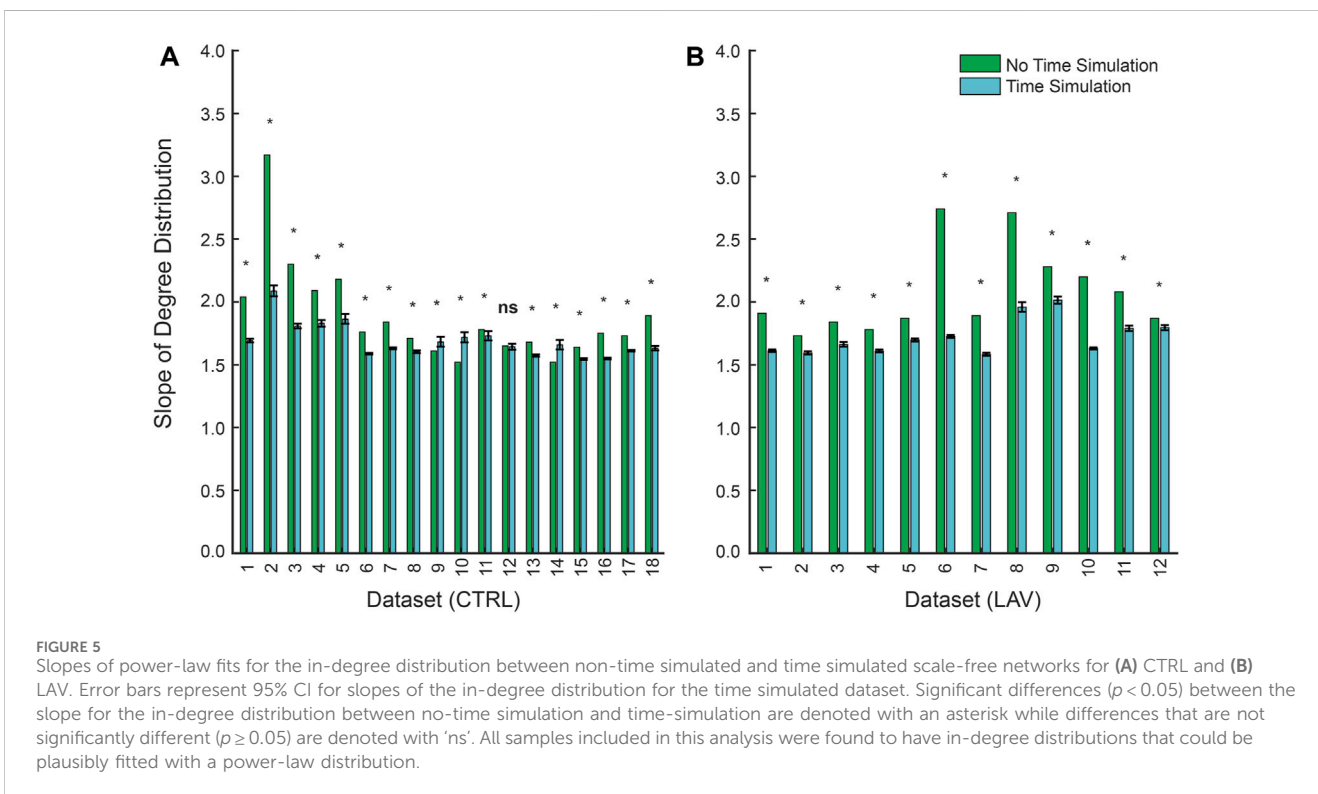 A
4.0
3.5
3.0
2.5
2.0
1.5
1.0
0.5
0.0
Slope of Degree Distribution
* * * * * * * * * * * ns * * * * * *
1 2 3 4 5 6 7 8 9 10 11 12 13 14 15 16 17 18
Dataset (CTRL)
B
4.0
3.5
3.0
2.5
2.0
1.5
1.0
0.5
0.0
No Time Simulation
Time Simulation
* * * * * * * * * * * *
1 2 3 4 5 6 7 8 9 10 11 12
Dataset (LAV)
FIGURE 5
Slopes of power-law fits for the in-degree distribution between non-time simulated and time simulated scale-free networks for (A) CTRL and (B)
LAV. Error bars represent 95% CI for slopes of the in-degree distribution for the time simulated dataset. Significant differences (p < 0.05) between the
slope for the in-degree distribution between no-time simulation and time-simulation are denoted with an asterisk while differences that are not
significantly different (p ≥ 0.05) are denoted with ‘ns’. All samples included in this analysis were found to have in-degree distributions that could be
plausibly fitted with a power-law distribution.